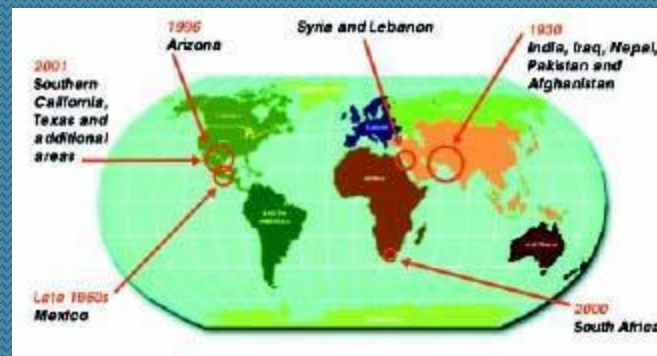 1996
Arizona
Syria and Lebanon
1930
India, Iraq, Nepal,
Pakistan and
Afghanistan
2001
Southern
California,
Texas and
additional
areas
Late 1960s
Mexico
2000
South Africa